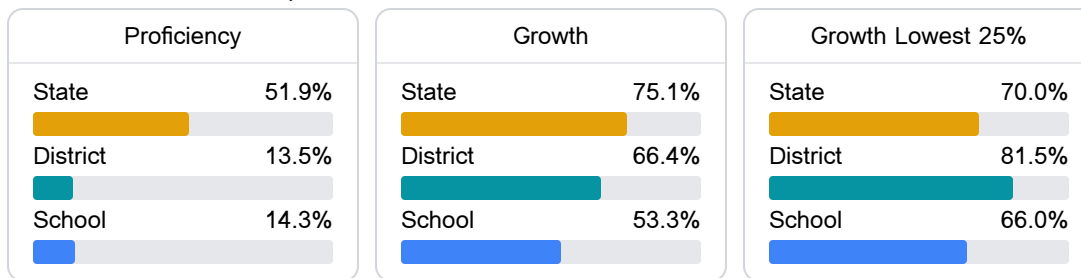 Proficiency
State 51.9%
District 13.5%
School 14.3%
Growth
State 75.1%
District 66.4%
School 53.3%
Growth Lowest 25%
State 70.0%
District 81.5%
School 66.0%